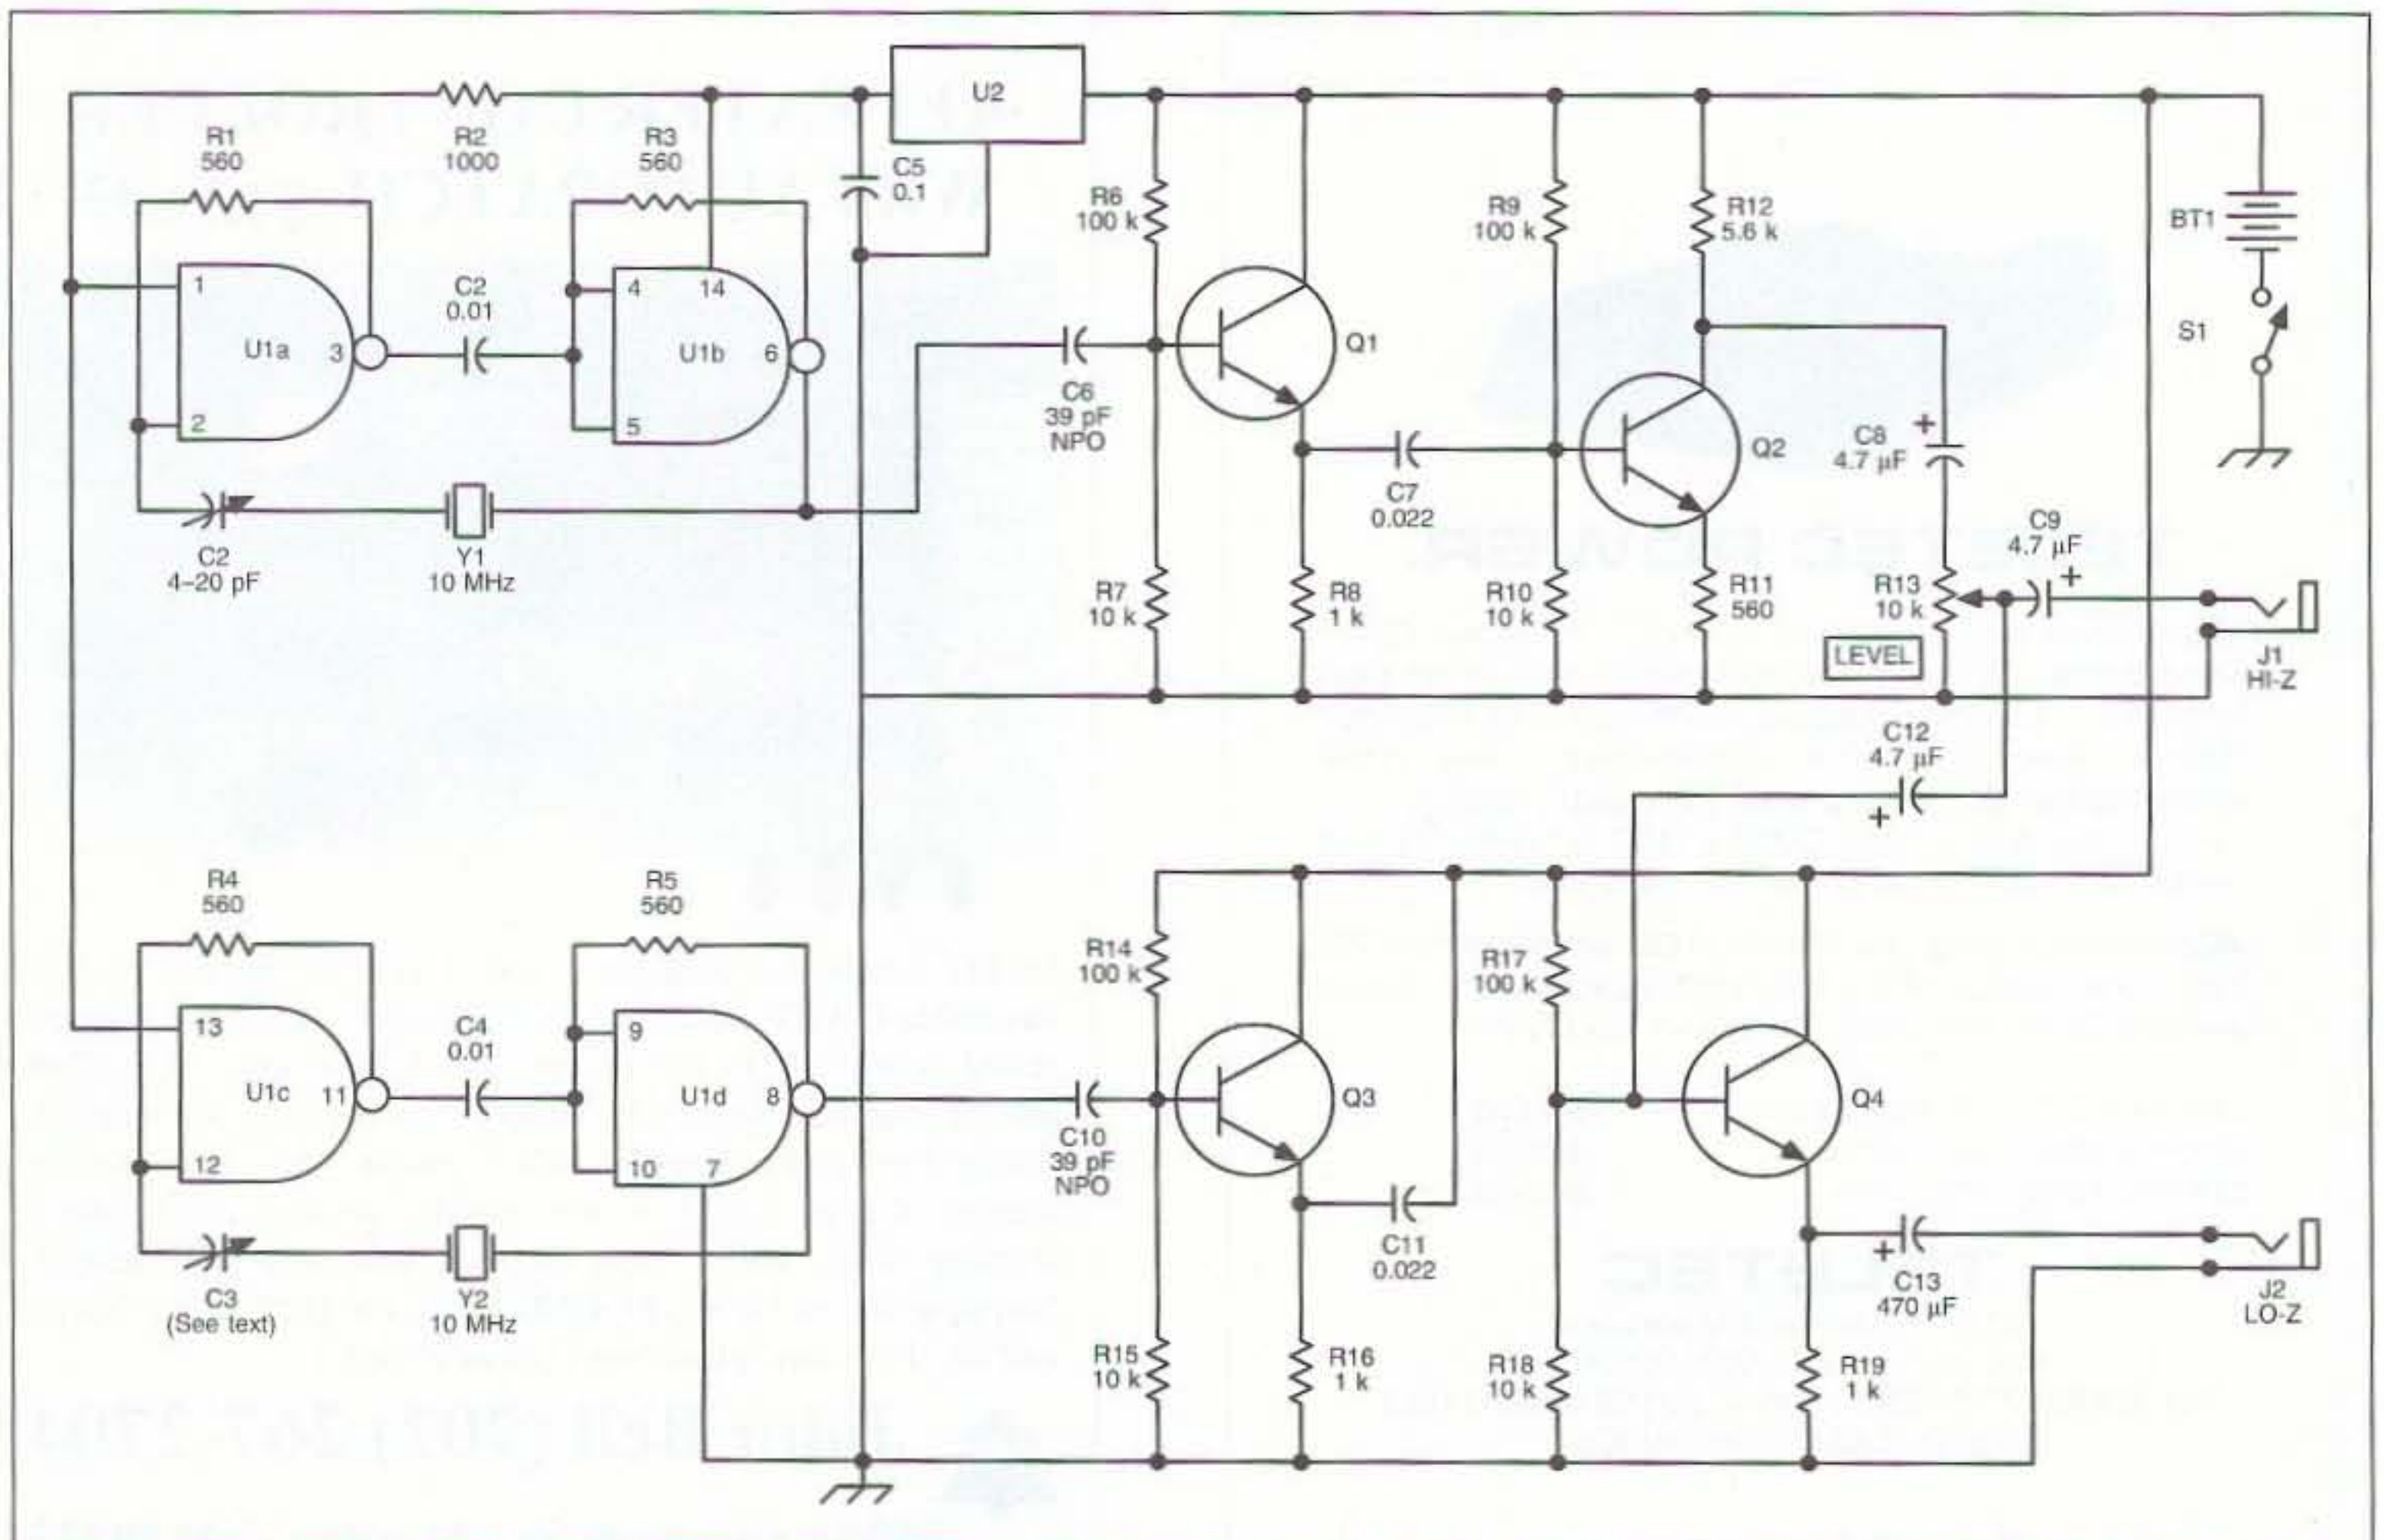 R1
560
R2
1000
R3
560
U2
C5
0.1
1
2
U1a
3
C2
0.01
4
5
14
U1b
6
C2
4–20 pF
Y1
10 MHz
C6
39 pF
NPO
R6
100 k
R7
10 k
Q1
R8
1 k
C7
0.022
R9
100 k
R10
10 k
R12
5.6 k
Q2
R11
560
C8
4.7 µF
+
R13
10 k
LEVEL
C9
4.7 µF
+
BT1
S1
J1
HI-Z
C12
4.7 µF
+
R4
560
R5
560
13
12
U1c
11
C4
0.01
9
10
7
U1d
8
C3
(See text)
Y2
10 MHz
C10
39 pF
NPO
R14
100 k
R15
10 k
Q3
R16
1 k
C11
0.022
R17
100 k
R18
10 k
Q4
R19
1 k
+
C13
470 µF
J2
LO-Z